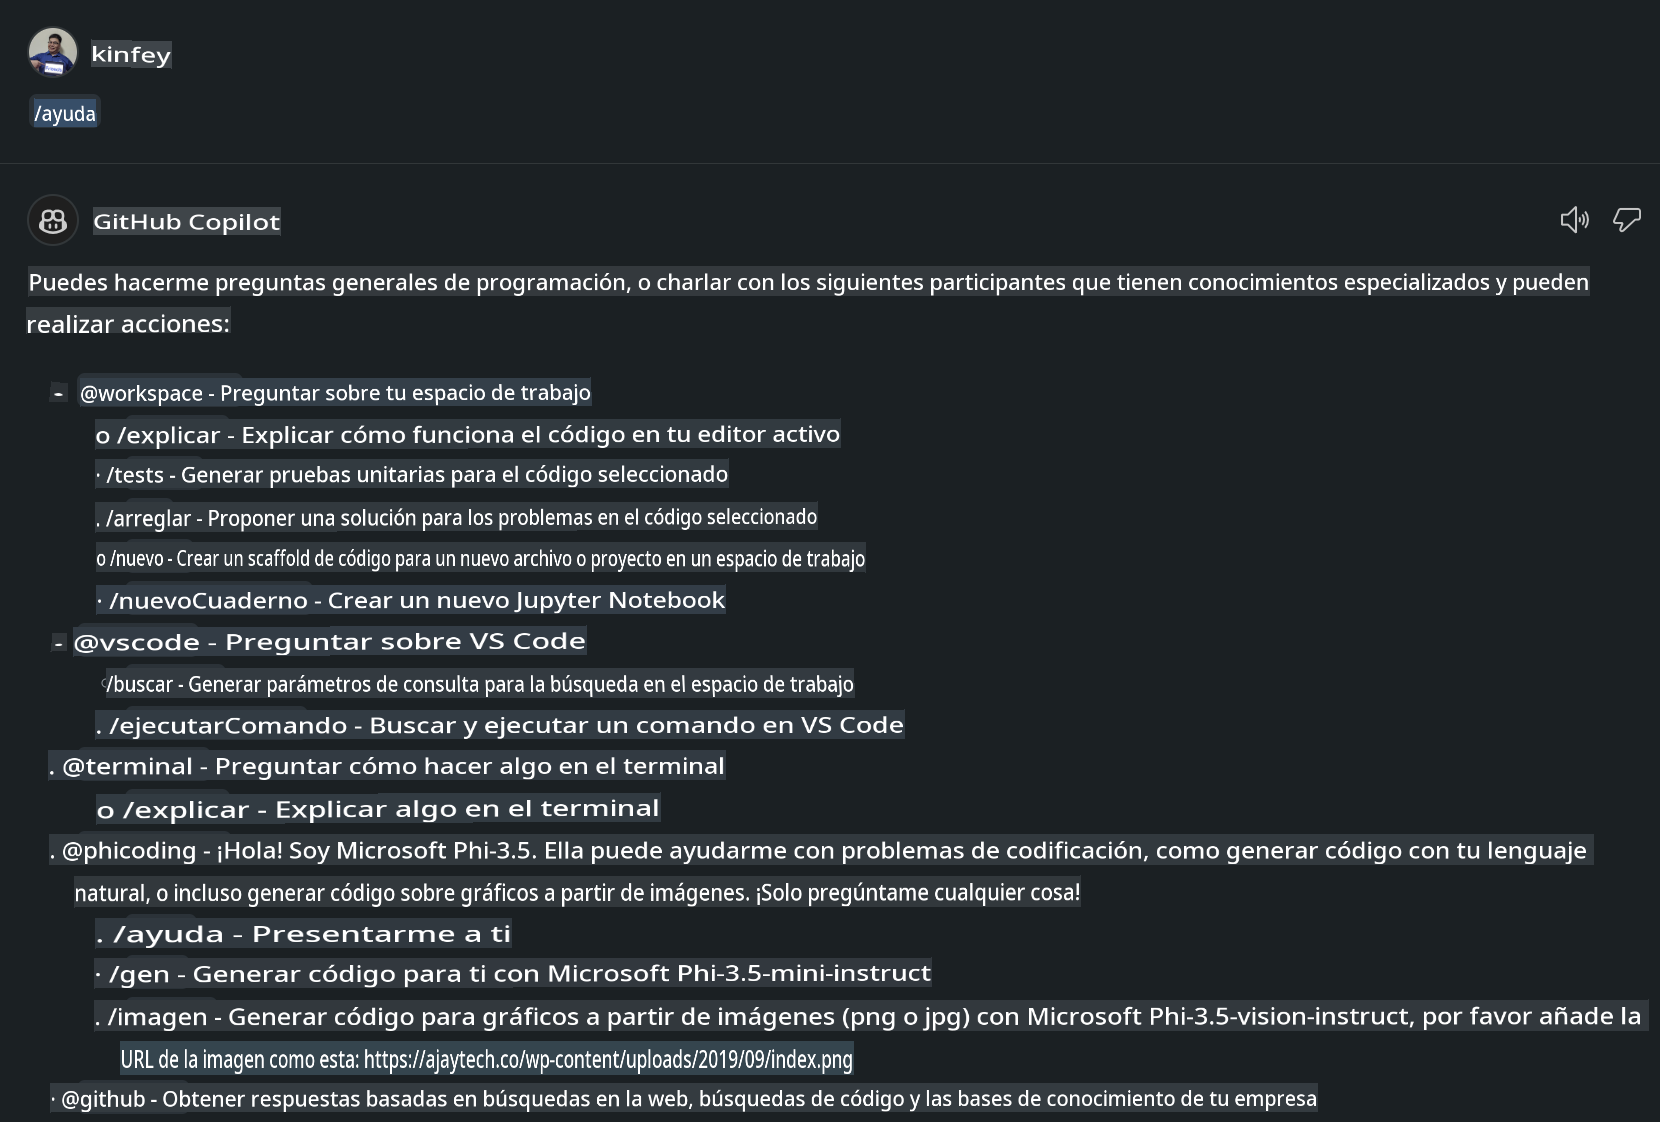 kinfey
/ayuda
GitHub Copilot
Puedes hacerme preguntas generales de programación, o charlar con los siguientes participantes que tienen conocimientos especializados y pueden
realizar acciones:
- @workspace - Preguntar sobre tu espacio de trabajo
o /explicar - Explicar cómo funciona el código en tu editor activo
· /tests - Generar pruebas unitarias para el código seleccionado
. /arreglar - Proponer una solución para los problemas en el código seleccionado
o /nuevo - Crear un scaffold de código para un nuevo archivo o proyecto en un espacio de trabajo
· /nuevoCuaderno - Crear un nuevo Jupyter Notebook
- @vscode - Preguntar sobre VS Code
/buscar - Generar parámetros de consulta para la búsqueda en el espacio de trabajo
. /ejecutarComando - Buscar y ejecutar un comando en VS Code
. @terminal - Preguntar cómo hacer algo en el terminal
o /explicar - Explicar algo en el terminal
. @phicoding - ¡Hola! Soy Microsoft Phi-3.5. Ella puede ayudarme con problemas de codificación, como generar código con tu lenguaje
natural, o incluso generar código sobre gráficos a partir de imágenes. ¡Solo pregúntame cualquier cosa!
. /ayuda - Presentarme a ti
· /gen - Generar código para ti con Microsoft Phi-3.5-mini-instruct
. /imagen - Generar código para gráficos a partir de imágenes (png o jpg) con Microsoft Phi-3.5-vision-instruct, por favor añade la
URL de la imagen como esta: https://ajaytech.co/wp-content/uploads/2019/09/index.png
· @github - Obtener respuestas basadas en búsquedas en la web, búsquedas de código y las bases de conocimiento de tu empresa